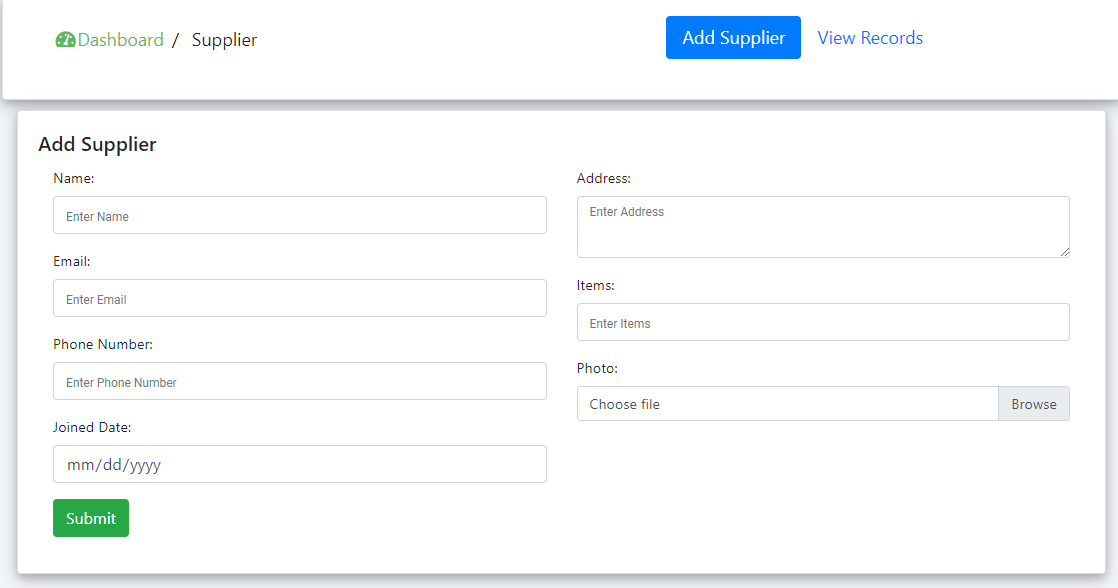 Dashboard / Supplier
Add Supplier
View Records
Add Supplier
Name:
Enter Name
Email:
Enter Email
Phone Number:
Enter Phone Number
Joined Date:
mm/dd/yyyy
Submit
Address:
Enter Address
Items:
Enter Items
Photo:
Choose file
Browse